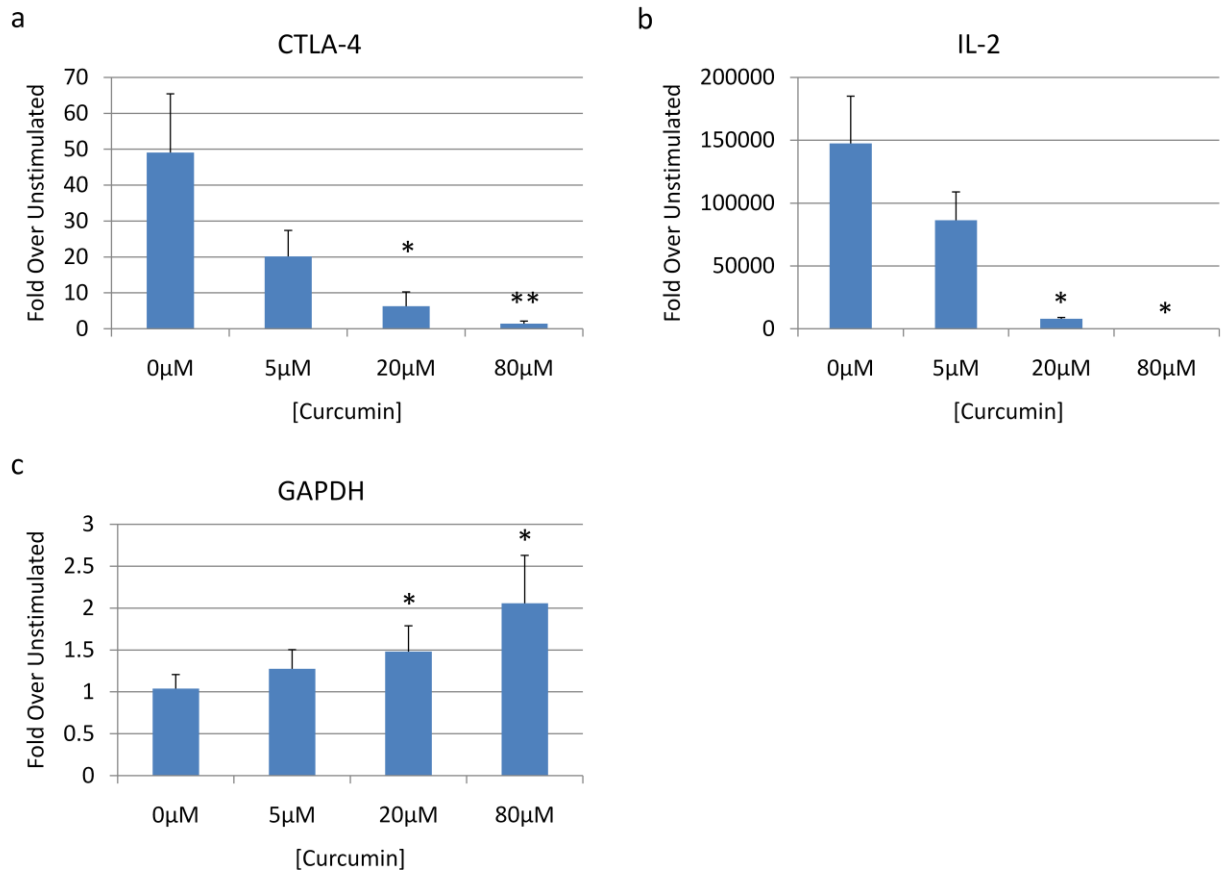 a
CTLA-4
Fold Over Unstimulated
70
60
50
40
30
20
10
0
*
**
0µM 5µM 20µM 80µM
[Curcumin]
b
IL-2
Fold Over Unstimulated
200000
150000
100000
50000
0
* *
0µM 5µM 20µM 80µM
[Curcumin]
c
GAPDH
Fold Over Unstimulated
3
2.5
2
1.5
1
0.5
0
*
*
0µM 5µM 20µM 80µM
[Curcumin]